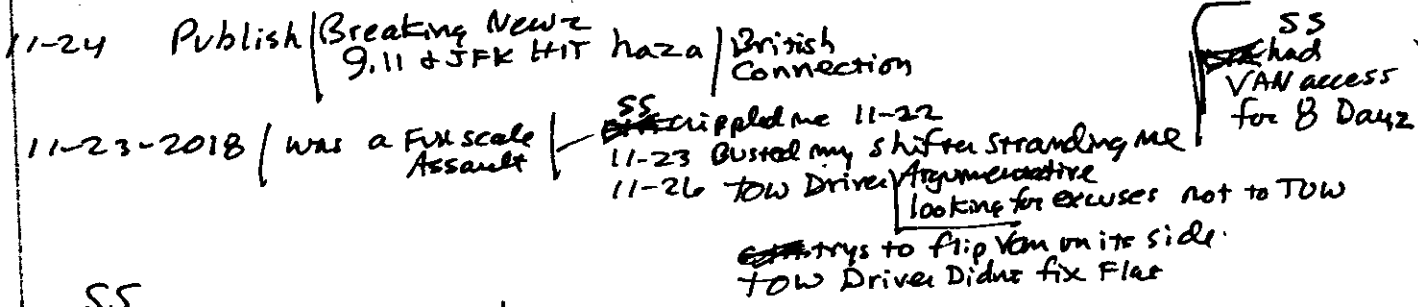 11-24 Publish | Breaking Newz
9.11 & JFK HIT haza | British
Connection
SS
had
VAN access
for 8 Dayz
11-23-2018 / was a Full scale
Assault
SS
crippled me 11-22
11-23 Busted my shifter stranding me
11-26 TOW Driver Argumentative
looking for excuses not to TOW
trys to flip Van on its side.
TOW Driver Didnt fix Flat
SS